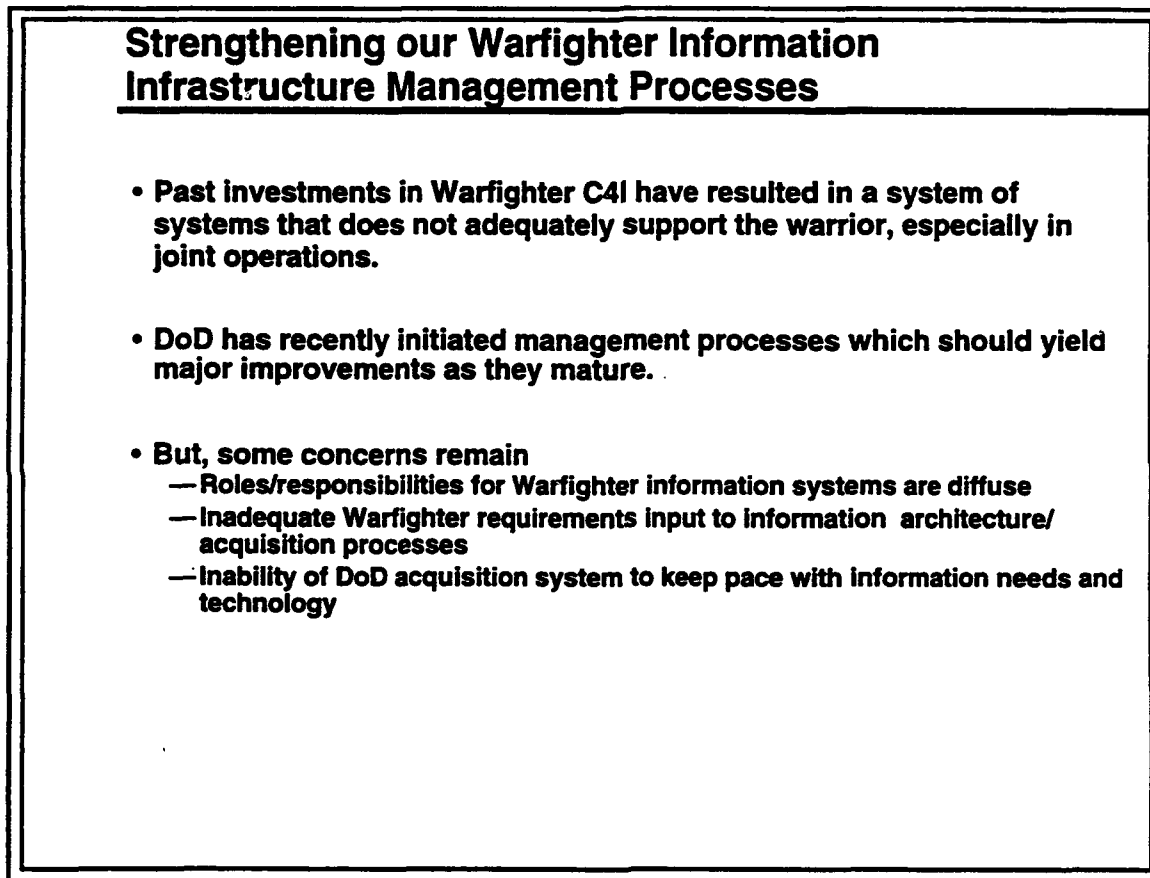 Strengthening our Warfighter Information
Infrastructure Management Processes
• Past investments in Warfighter C4I have resulted in a system of
systems that does not adequately support the warrior, especially in
joint operations.
• DoD has recently initiated management processes which should yield
major improvements as they mature.
• But, some concerns remain
— Roles/responsibilities for Warfighter information systems are diffuse
— Inadequate Warfighter requirements input to information architecture/
acquisition processes
— Inability of DoD acquisition system to keep pace with information needs and
technology